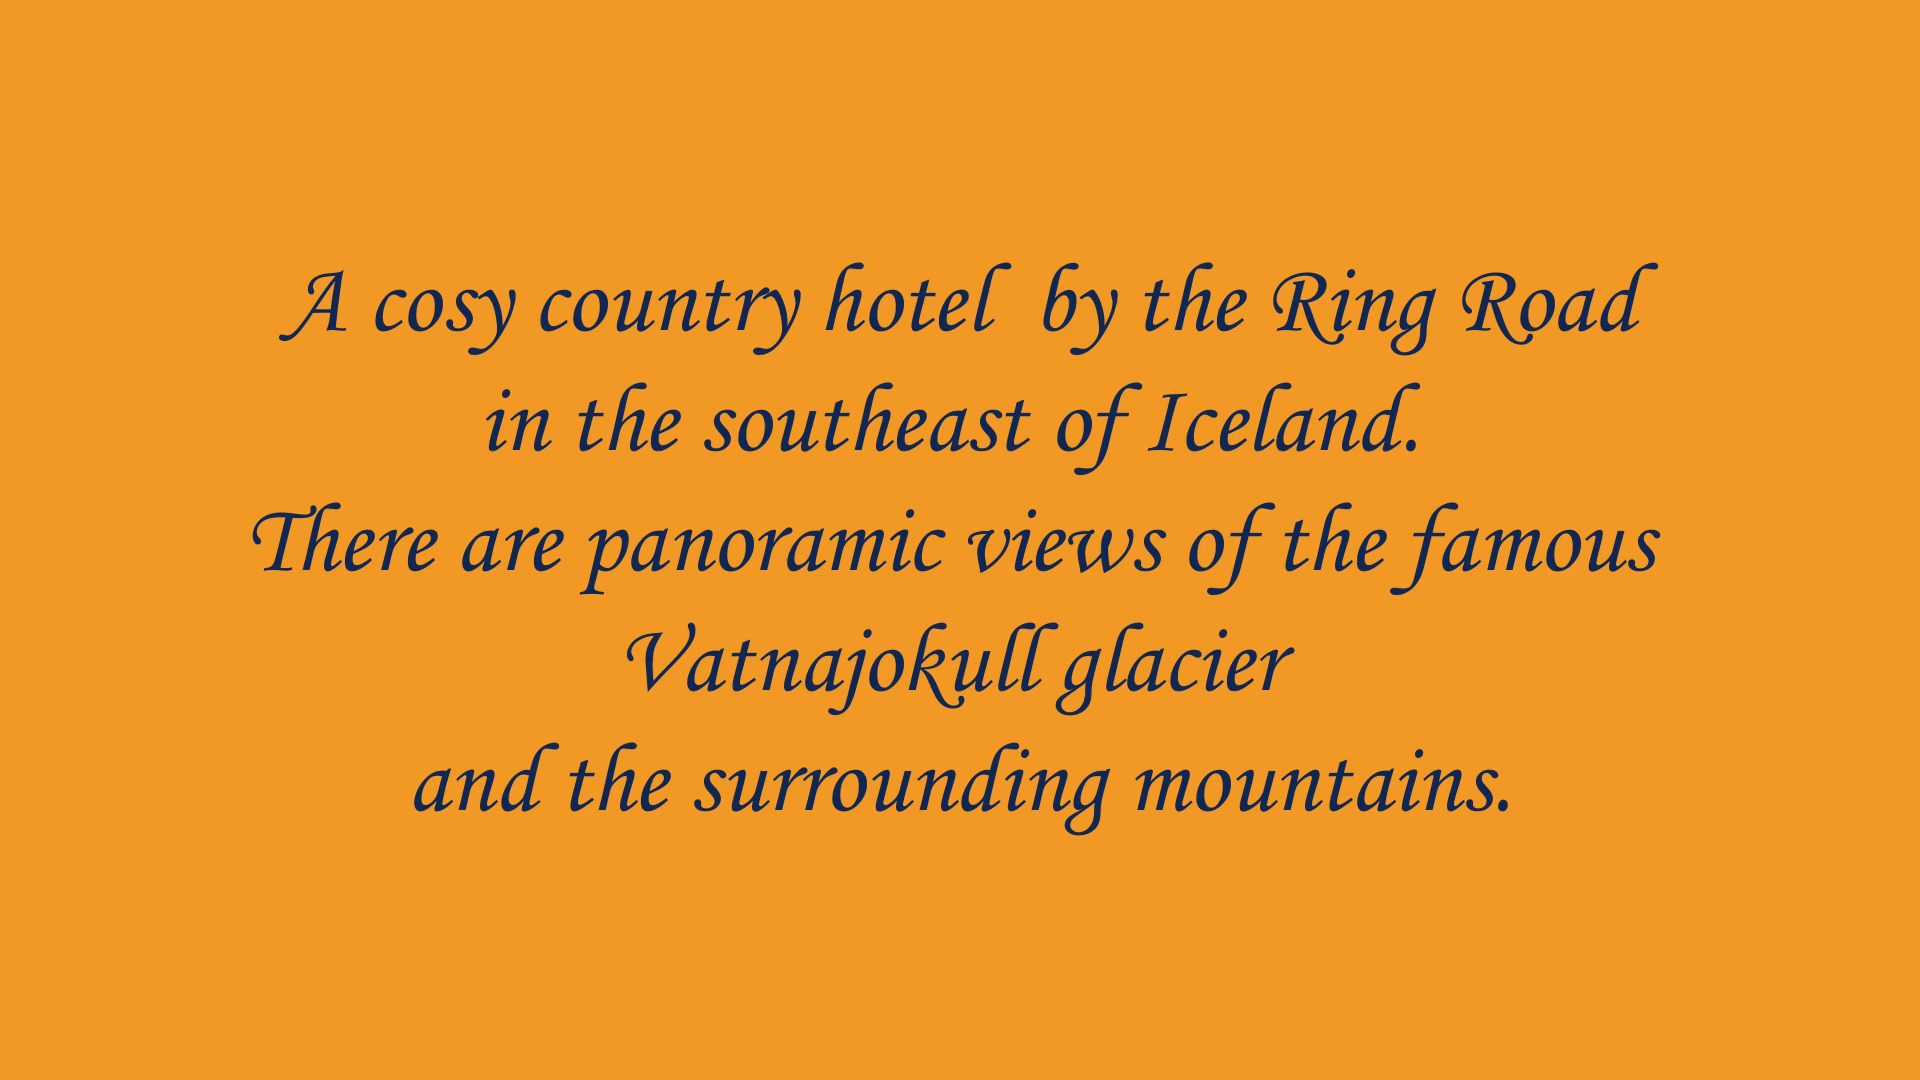 A cosy country hotel  by the Ring Road
in the southeast of Iceland.
There are panoramic views of the famous
Vatnajokull glacier
and the surrounding mountains.